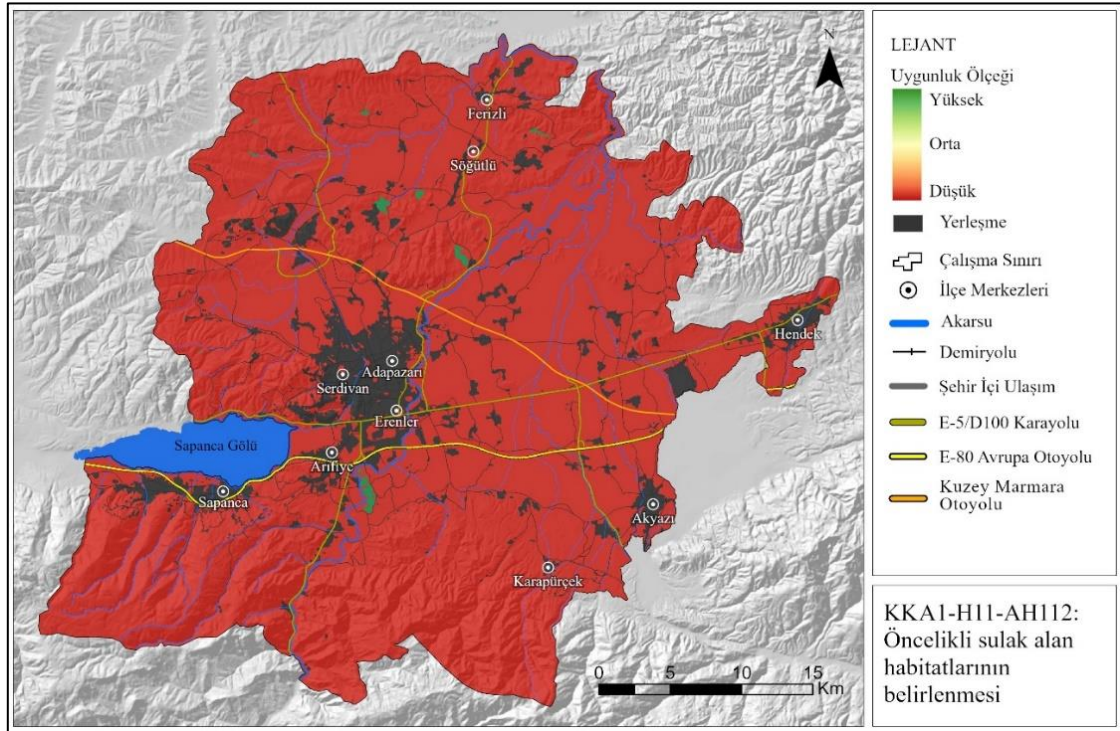 N
Ferizli
Söğütlü
Hendek
Adapazarı
Serdivan
Erenler
Sapanca Gölü
Arifiye
Sapanca
Akyazı
Karapürçek
0 5 10 15
Km
LEJANT
Uygunluk Ölçeği
Yüksek
Orta
Düşük
Yerleşme
Çalışma Sınırı
İlçe Merkezleri
Akarsu
Demiryolu
Şehir İçi Ulaşım
E-5/D100 Karayolu
E-80 Avrupa Otoyolu
Kuzey Marmara
Otoyolu
KKA1-H11-AH112:
Öncelikli sulak alan
habitatlarının
belirlenmesi